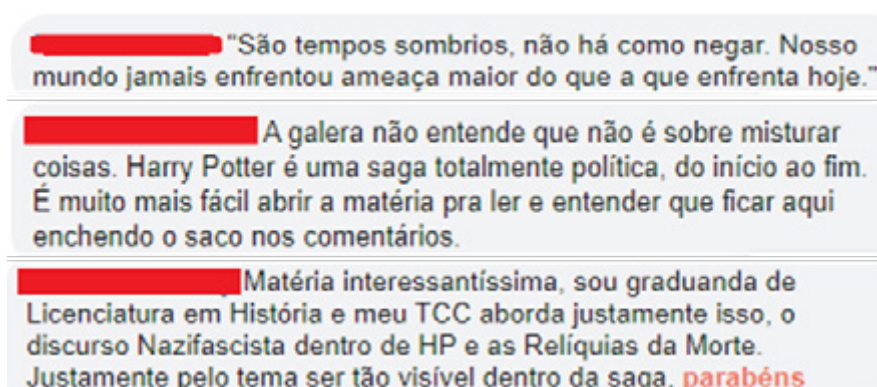 "São tempos sombrios, não há como negar. Nosso
mundo jamais enfrentou ameaça maior do que a que enfrenta hoje."
A galera não entende que não é sobre misturar
coisas. Harry Potter é uma saga totalmente política, do início ao fim.
É muito mais fácil abrir a matéria pra ler e entender que ficar aqui
enchendo o saco nos comentários.
Matéria interessantíssima, sou graduanda de
Licenciatura em História e meu TCC aborda justamente isso, o
discurso Nazifascista dentro de HP e as Relíquias da Morte.
Justamente pelo tema ser tão visível dentro da saga, parabéns